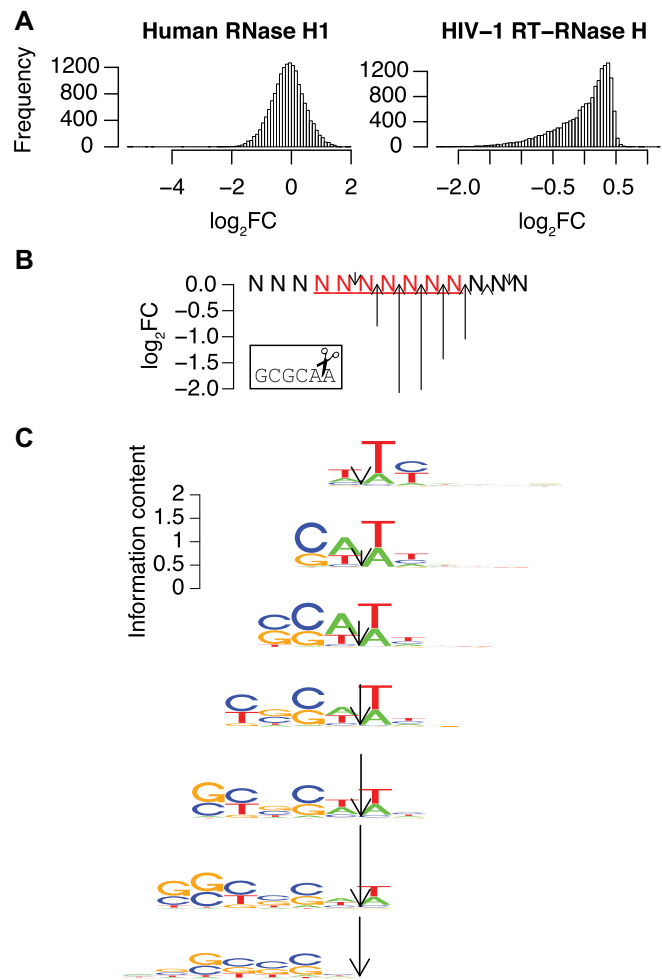 A
Human RNase H1
HIV–1 RT–RNase H
Frequency
1200
800
400
0
−4 −2 0 2
log2FC
1200
800
400
0
−2.0 −0.5 0.5
log2FC
B
N N N N N N N N N N N N N
log2FC
0.0
−0.5
−1.0
−1.5
−2.0
GCGCAA
C
Information content
2
1.5
1
0.5
0